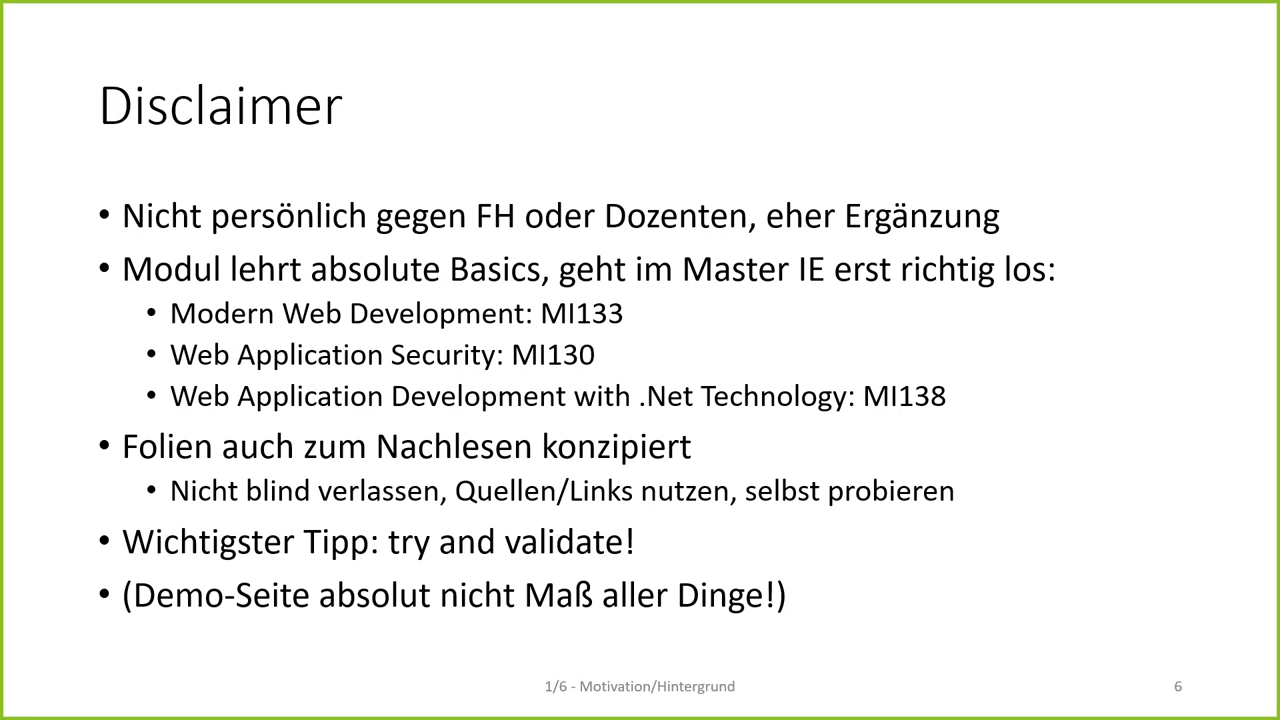 Disclaimer
• Nicht persönlich gegen FH oder Dozenten, eher Ergänzung
• Modul lehrt absolute Basics, geht im Master IE erst richtig los:
• Modern Web Development: MI133
• Web Application Security: MI130
• Web Application Development with .Net Technology: MI138
• Folien auch zum Nachlesen konzipiert
• Nicht blind verlassen, Quellen/Links nutzen, selbst probieren
• Wichtigster Tipp: try and validate!
• (Demo-Seite absolut nicht Maß aller Dinge!)
1/6 - Motivation/Hintergrund
6